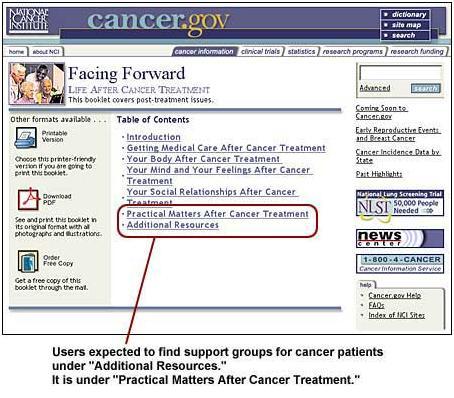 NATIONAL
CANCER
INSTITUTE
cancer.gov
dictionary
site map
search
home
about NCI
cancer information
clinical trials
statistics
research programs
research funding
Facing Forward
LIFE AFTER CANCER TREATMENT
This booklet covers post-treatment issues.
Other formats available . . .
Printable
Version
Choose this printer-friendly
version if you are going to
print this booklet.
Download
PDF
See and print this booklet in
its original format with all
photographs and illustrations.
Order
Free Copy
Get a free copy of this
booklet through the mail.
Table of Contents
· Introduction
· Getting Medical Care After Cancer Treatment
· Your Body After Cancer Treatment
· Your Mind and Your Feelings After Cancer
Treatment
· Your Social Relationships After Cancer
Treatment
· Practical Matters After Cancer Treatment
· Additional Resources
Advanced
search
Coming Soon to
Cancer.gov
Early Reproductive Events
and Breast Cancer
Cancer Incidence Data by
State
Past Highlights
National Lung Screening Trial
NLST
50,000 People
Needed
news
center
1-800-4-CANCER
Cancer Information Service
help
Cancer.gov Help
FAQs
Index of NCI Sites
Users expected to find support groups for cancer patients
under "Additional Resources."
It is under "Practical Matters After Cancer Treatment."